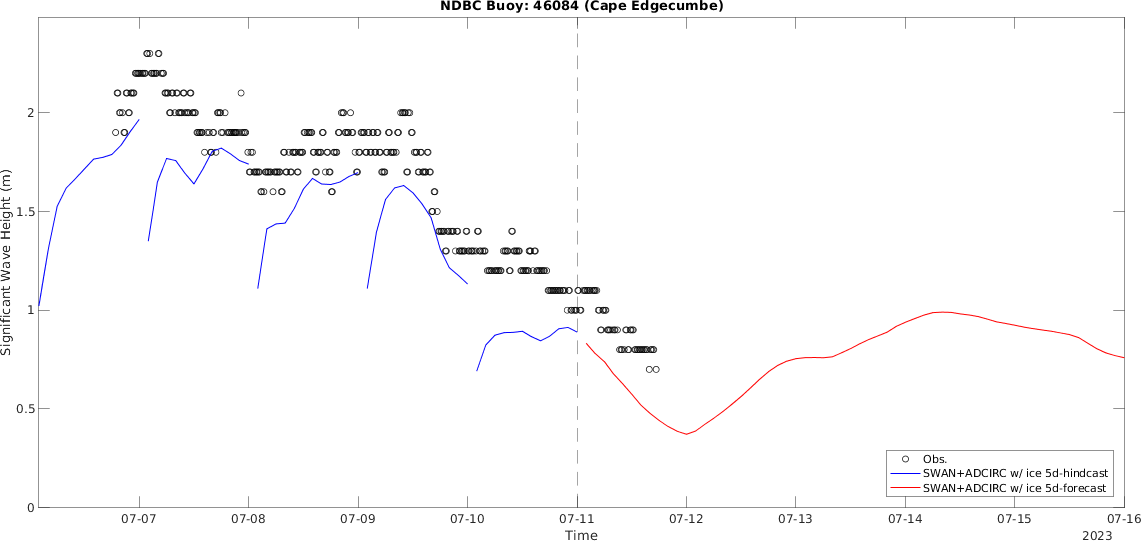 NDBC Buoy: 46084 (Cape Edgecumbe)
Significant Wave Height (m)
2
1.5
1
0.5
0
07-07 07-08 07-09 07-10 07-11 07-12 07-13 07-14 07-15 07-16
Time
2023
Obs.
SWAN+ADCIRC w/ ice 5d-hindcast
SWAN+ADCIRC w/ ice 5d-forecast